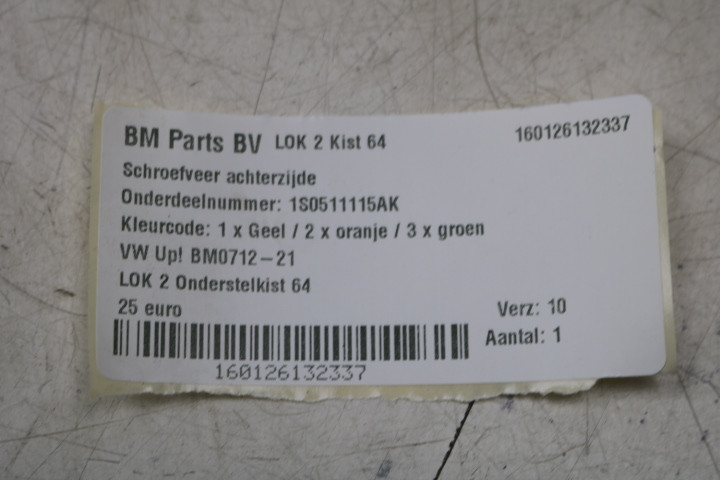 BM Parts BV LOK 2 Kist 64 160126132337
Schroefveer achterzijde
Onderdeelnummer: 1S0511115AK
Kleurcode: 1 x Geel / 2 x oranje / 3 x groen
VW Up! BM0712-21
LOK 2 Onderstelkist 64
25 euro Verz: 10
Aantal: 1
160126132337